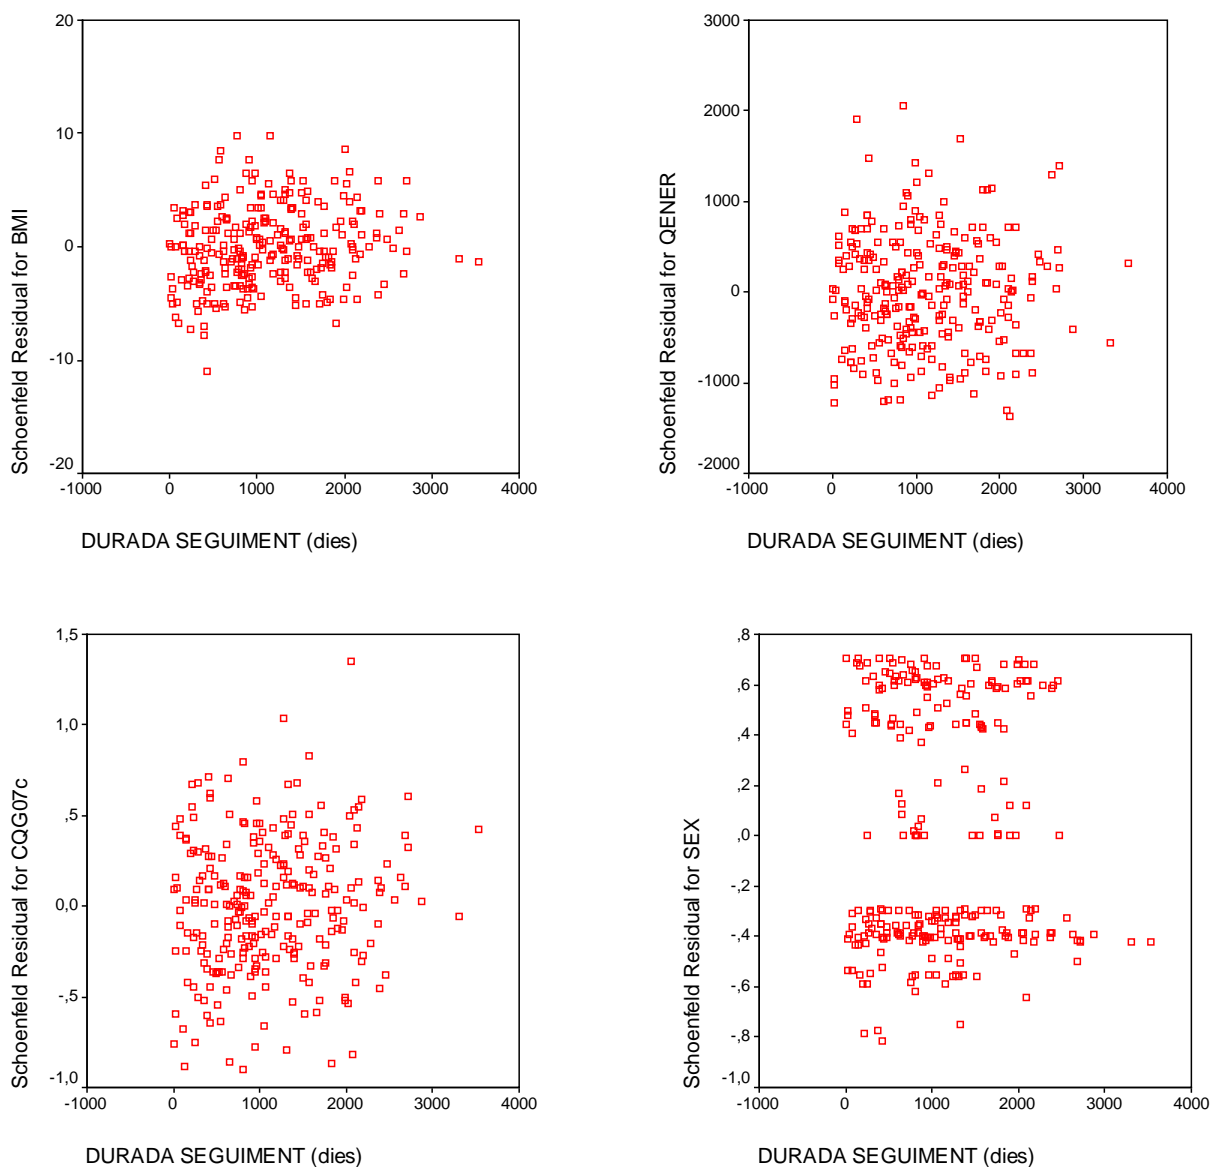 20
10
0
-10
-20
-1000 0 1000 2000 3000 4000
Schoenfeld Residual for BMI
DURADA SEGUIMENT (dies)
3000
2000
1000
0
-1000
-2000
-1000 0 1000 2000 3000 4000
Schoenfeld Residual for QENER
DURADA SEGUIMENT (dies)
1,5
1,0
,5
0,0
-,5
-1,0
-1000 0 1000 2000 3000 4000
Schoenfeld Residual for CQG07c
DURADA SEGUIMENT (dies)
,8
,6
,4
,2
,0
-,2
-,4
-,6
-,8
-1,0
-1000 0 1000 2000 3000 4000
Schoenfeld Residual for SEX
DURADA SEGUIMENT (dies)